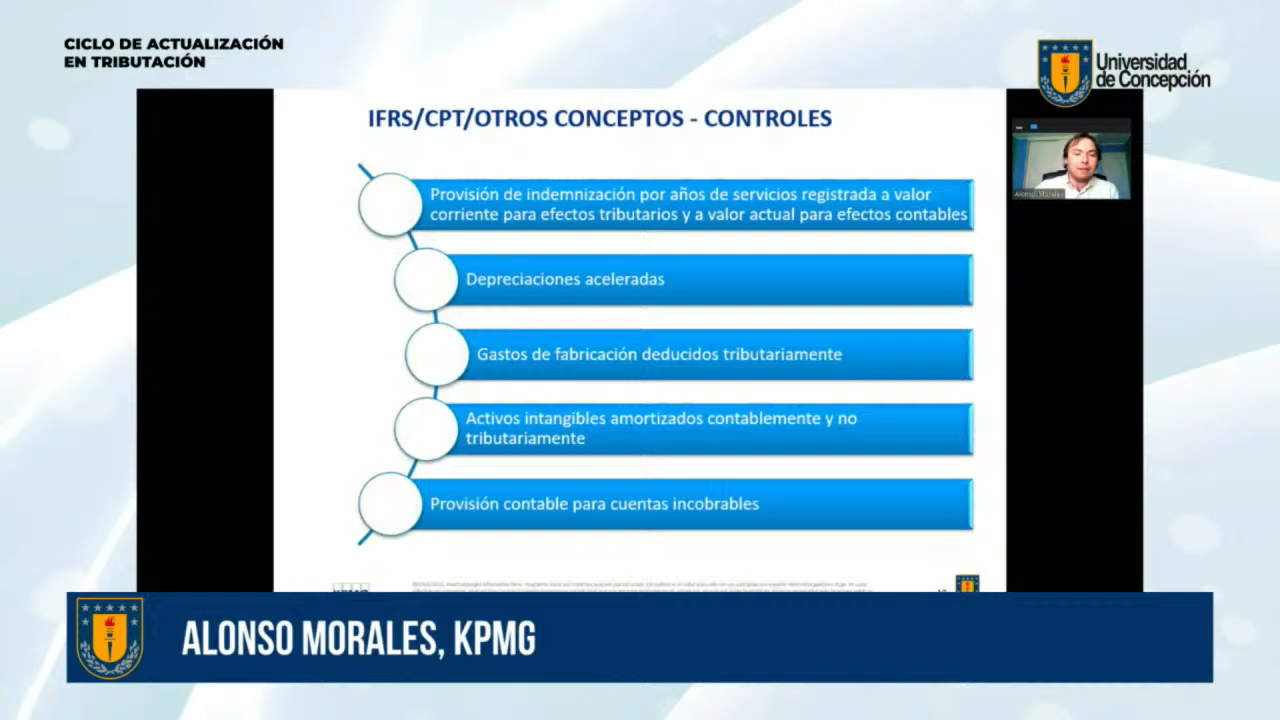 CICLO DE ACTUALIZACIÓN
EN TRIBUTACIÓN
Universidad
de Concepción
IFRS/CPT/OTROS CONCEPTOS - CONTROLES
Alonso Morales
Provisión de indemnización por años de servicios registrada a valor
corriente para efectos tributarios y a valor actual para efectos contables
Depreciaciones aceleradas
Gastos de fabricación deducidos tributariamente
Activos intangibles amortizados contablemente y no
tributariamente
Provisión contable para cuentas incobrables
ALONSO MORALES, KPMG